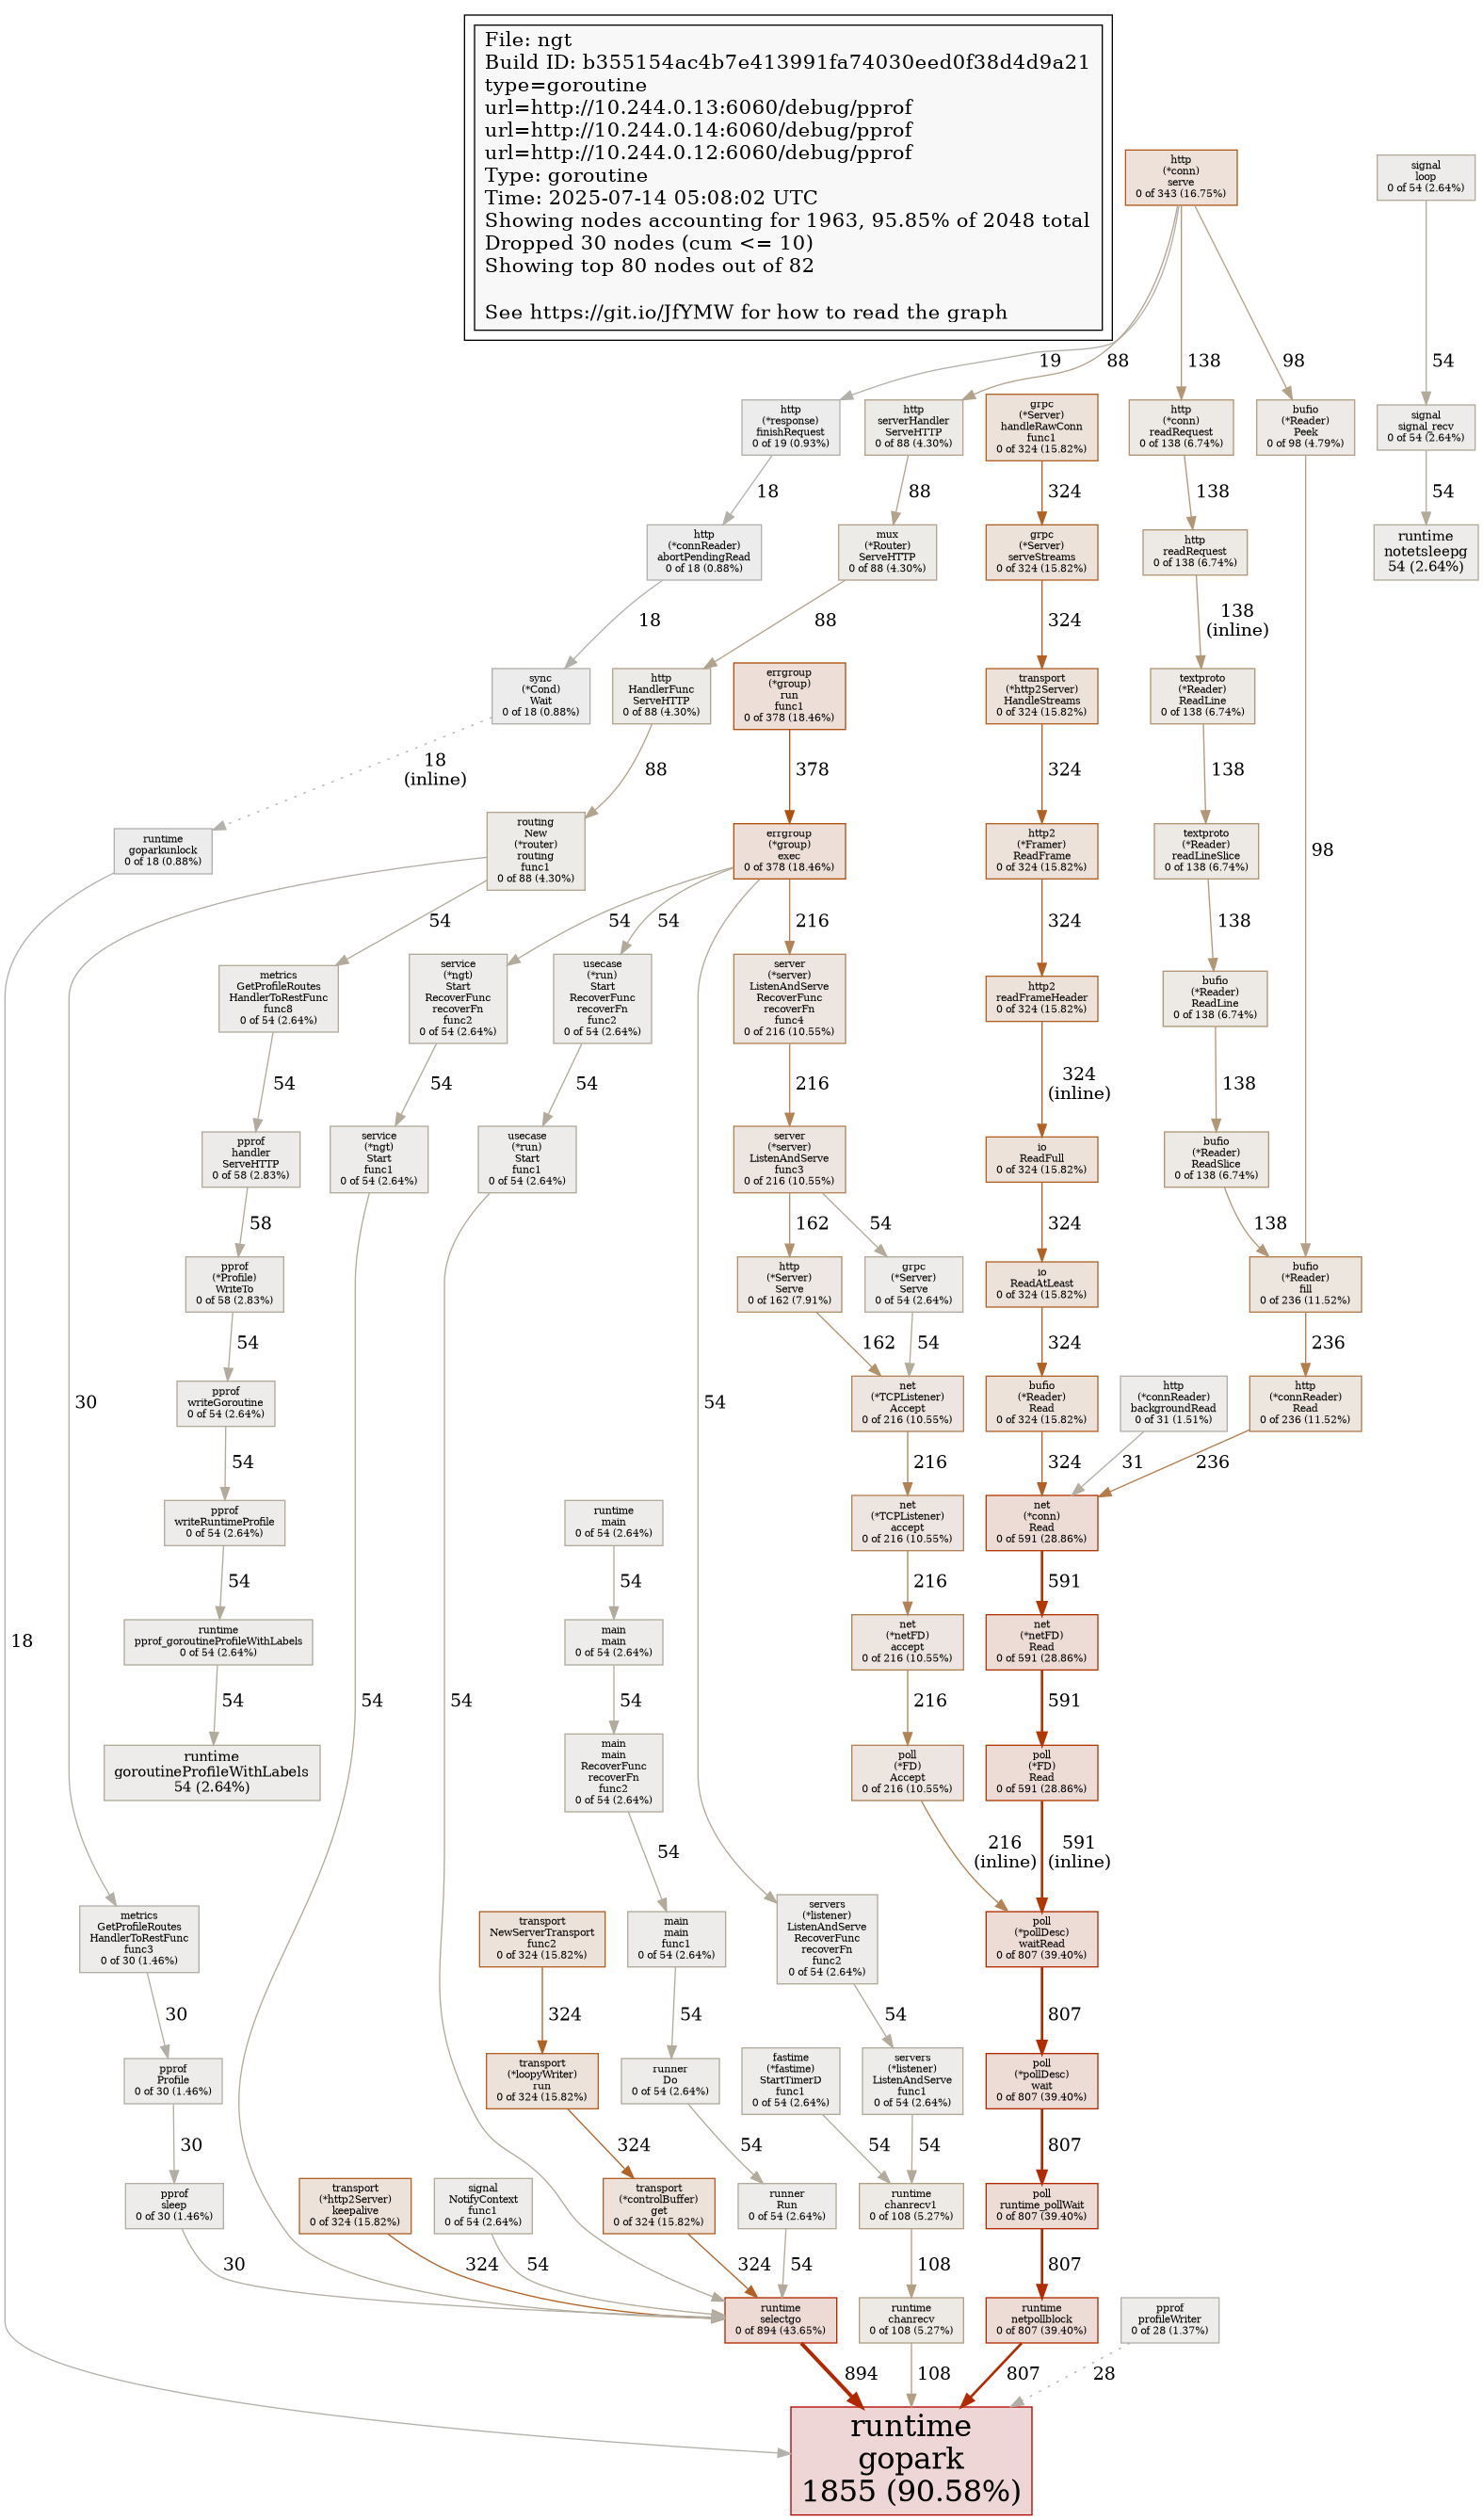 File: ngt
Build ID: b355154ac4b7e413991fa74030eed0f38d4d9a21
type=goroutine
url=http://10.244.0.13:6060/debug/pprof
url=http://10.244.0.14:6060/debug/pprof
url=http://10.244.0.12:6060/debug/pprof
Type: goroutine
Time: 2025-07-14 05:08:02 UTC
Showing nodes accounting for 1963, 95.85% of 2048 total
Dropped 30 nodes (cum <= 10)
Showing top 80 nodes out of 82
See https://git.io/JfYMW for how to read the graph
http
(*conn)
serve
0 of 343 (16.75%)
signal
loop
0 of 54 (2.64%)
19
88
138
98
54
http
(*response)
finishRequest
0 of 19 (0.93%)
http
serverHandler
ServeHTTP
0 of 88 (4.30%)
grpc
(*Server)
handleRawConn
func1
0 of 324 (15.82%)
http
(*conn)
readRequest
0 of 138 (6.74%)
bufio
(*Reader)
Peek
0 of 98 (4.79%)
signal
signal_recv
0 of 54 (2.64%)
18
88
324
138
54
http
(*connReader)
abortPendingRead
0 of 18 (0.88%)
mux
(*Router)
ServeHTTP
0 of 88 (4.30%)
grpc
(*Server)
serveStreams
0 of 324 (15.82%)
http
readRequest
0 of 138 (6.74%)
runtime
notetsleepg
54 (2.64%)
18
88
324
138
(inline)
sync
(*Cond)
Wait
0 of 18 (0.88%)
http
HandlerFunc
ServeHTTP
0 of 88 (4.30%)
errgroup
(*group)
run
func1
0 of 378 (18.46%)
transport
(*http2Server)
HandleStreams
0 of 324 (15.82%)
textproto
(*Reader)
ReadLine
0 of 138 (6.74%)
18
(inline)
88
378
324
138
runtime
goparkunlock
0 of 18 (0.88%)
routing
New
(*router)
routing
func1
0 of 88 (4.30%)
errgroup
(*group)
exec
0 of 378 (18.46%)
http2
(*Framer)
ReadFrame
0 of 324 (15.82%)
textproto
(*Reader)
readLineSlice
0 of 138 (6.74%)
98
54
54
54
216
324
138
metrics
GetProfileRoutes
HandlerToRestFunc
func8
0 of 54 (2.64%)
service
(*ngt)
Start
RecoverFunc
recoverFn
func2
0 of 54 (2.64%)
usecase
(*run)
Start
RecoverFunc
recoverFn
func2
0 of 54 (2.64%)
server
(*server)
ListenAndServe
RecoverFunc
recoverFn
func4
0 of 216 (10.55%)
http2
readFrameHeader
0 of 324 (15.82%)
bufio
(*Reader)
ReadLine
0 of 138 (6.74%)
54
54
54
216
324
(inline)
138
pprof
handler
ServeHTTP
0 of 58 (2.83%)
service
(*ngt)
Start
func1
0 of 54 (2.64%)
usecase
(*run)
Start
func1
0 of 54 (2.64%)
server
(*server)
ListenAndServe
func3
0 of 216 (10.55%)
io
ReadFull
0 of 324 (15.82%)
bufio
(*Reader)
ReadSlice
0 of 138 (6.74%)
58
162
54
324
138
pprof
(*Profile)
WriteTo
0 of 58 (2.83%)
http
(*Server)
Serve
0 of 162 (7.91%)
grpc
(*Server)
Serve
0 of 54 (2.64%)
io
ReadAtLeast
0 of 324 (15.82%)
bufio
(*Reader)
fill
0 of 236 (11.52%)
54
162
54
324
236
pprof
writeGoroutine
0 of 54 (2.64%)
30
54
net
(*TCPListener)
Accept
0 of 216 (10.55%)
bufio
(*Reader)
Read
0 of 324 (15.82%)
http
(*connReader)
backgroundRead
0 of 31 (1.51%)
http
(*connReader)
Read
0 of 236 (11.52%)
54
216
324
31
236
pprof
writeRuntimeProfile
0 of 54 (2.64%)
runtime
main
0 of 54 (2.64%)
net
(*TCPListener)
accept
0 of 216 (10.55%)
net
(*conn)
Read
0 of 591 (28.86%)
54
54
216
591
18
runtime
pprof_goroutineProfileWithLabels
0 of 54 (2.64%)
main
main
0 of 54 (2.64%)
net
(*netFD)
accept
0 of 216 (10.55%)
net
(*netFD)
Read
0 of 591 (28.86%)
54
54
54
54
216
591
runtime
goroutineProfileWithLabels
54 (2.64%)
main
main
RecoverFunc
recoverFn
func2
0 of 54 (2.64%)
poll
(*FD)
Accept
0 of 216 (10.55%)
poll
(*FD)
Read
0 of 591 (28.86%)
54
216
(inline)
591
(inline)
metrics
GetProfileRoutes
HandlerToRestFunc
func3
0 of 30 (1.46%)
transport
NewServerTransport
func2
0 of 324 (15.82%)
main
main
func1
0 of 54 (2.64%)
servers
(*listener)
ListenAndServe
RecoverFunc
recoverFn
func2
0 of 54 (2.64%)
poll
(*pollDesc)
waitRead
0 of 807 (39.40%)
30
324
54
54
807
pprof
Profile
0 of 30 (1.46%)
transport
(*loopyWriter)
run
0 of 324 (15.82%)
runner
Do
0 of 54 (2.64%)
fastime
(*fastime)
StartTimerD
func1
0 of 54 (2.64%)
servers
(*listener)
ListenAndServe
func1
0 of 54 (2.64%)
poll
(*pollDesc)
wait
0 of 807 (39.40%)
30
324
54
54
54
807
pprof
sleep
0 of 30 (1.46%)
transport
(*http2Server)
keepalive
0 of 324 (15.82%)
signal
NotifyContext
func1
0 of 54 (2.64%)
transport
(*controlBuffer)
get
0 of 324 (15.82%)
runner
Run
0 of 54 (2.64%)
runtime
chanrecv1
0 of 108 (5.27%)
poll
runtime_pollWait
0 of 807 (39.40%)
30
324
54
324
54
108
807
runtime
selectgo
0 of 894 (43.65%)
runtime
chanrecv
0 of 108 (5.27%)
runtime
netpollblock
0 of 807 (39.40%)
pprof
profileWriter
0 of 28 (1.37%)
894
108
807
28
runtime
gopark
1855 (90.58%)